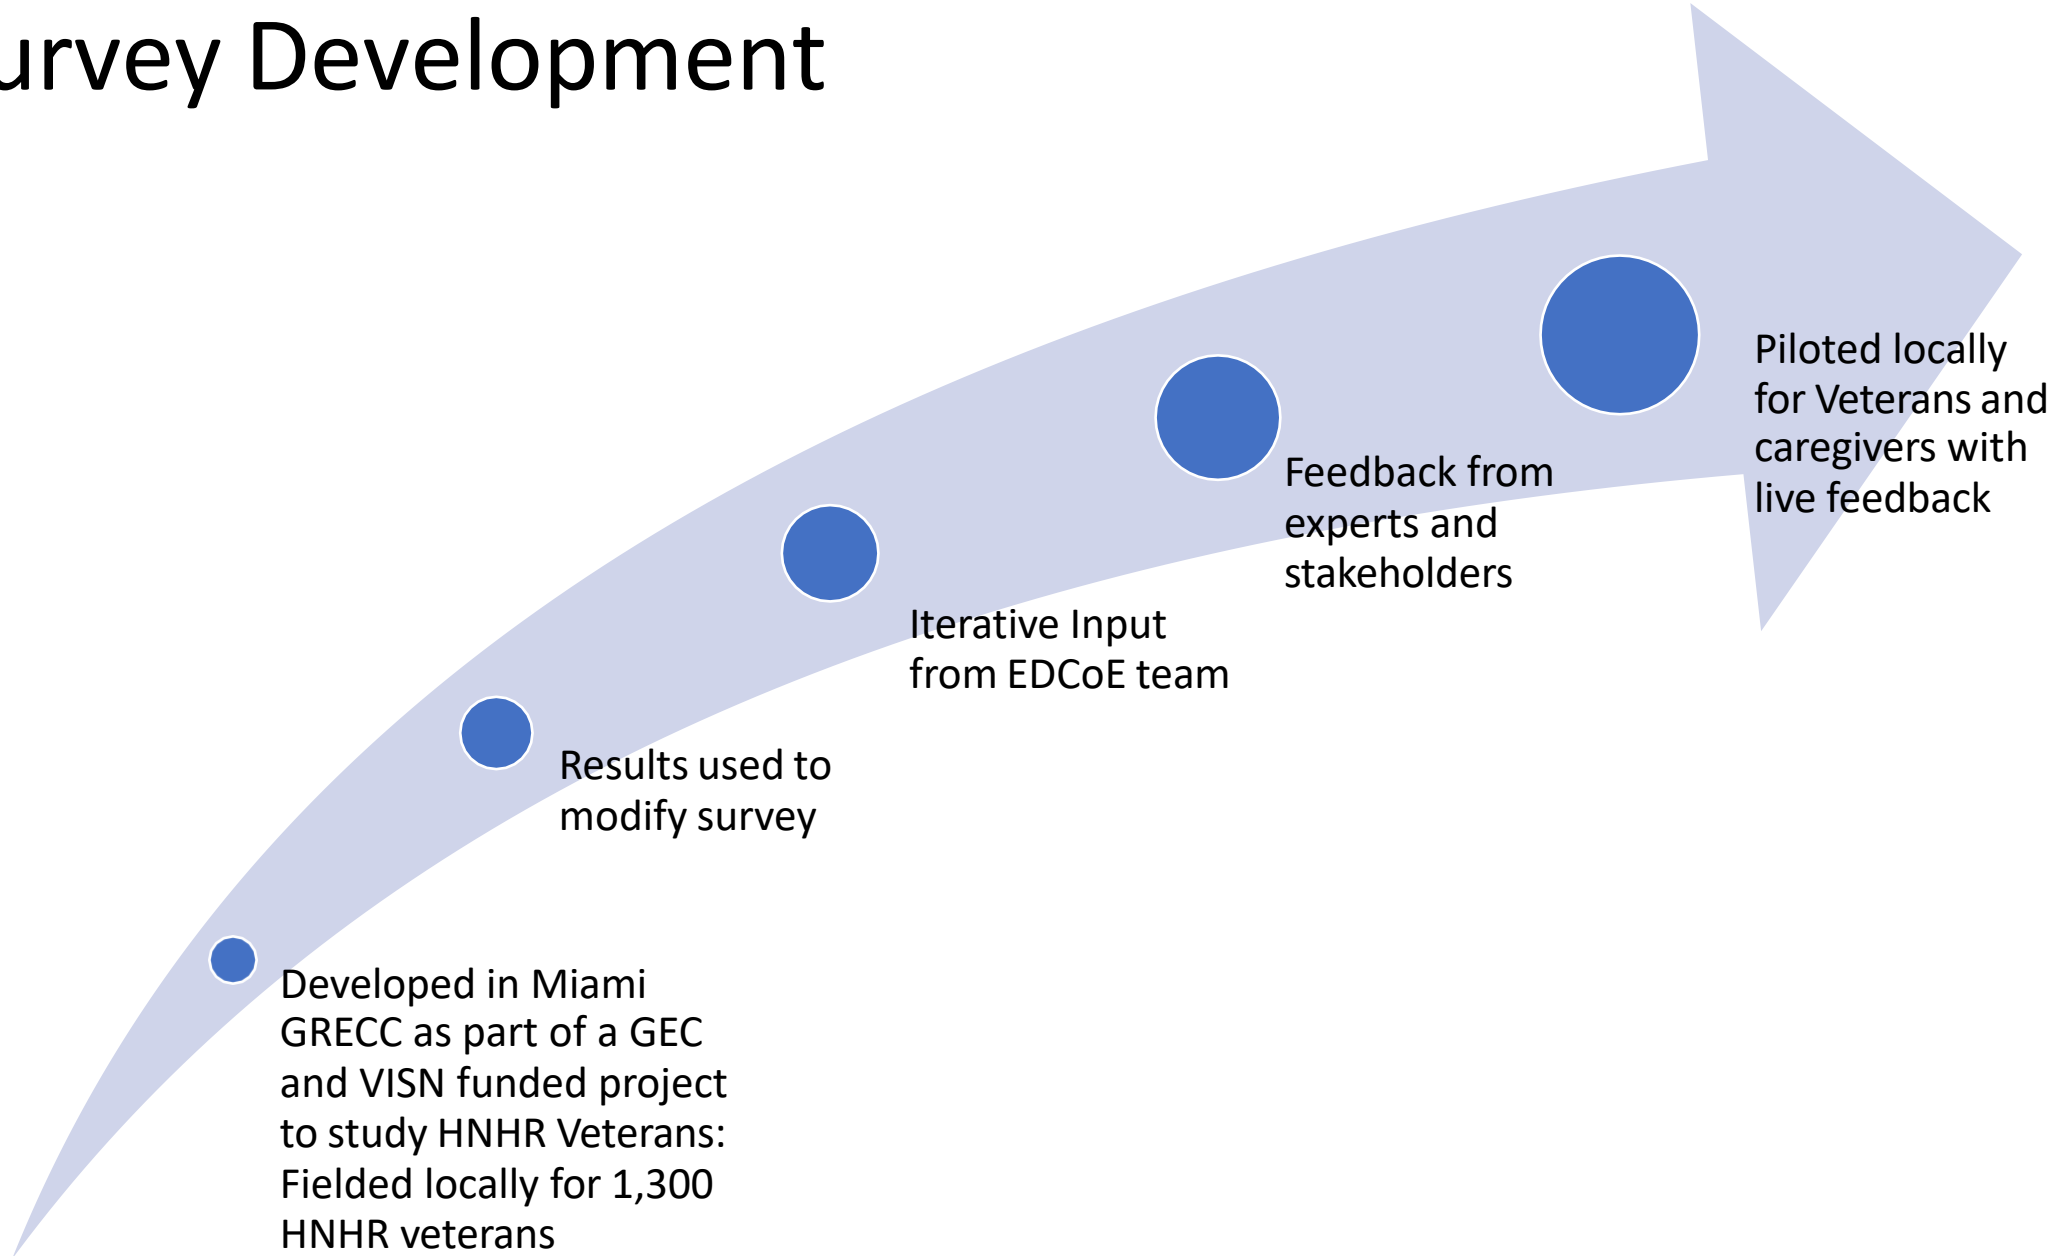 urvey Development
Piloted locally
for Veterans and
caregivers with
live feedback
Feedback from
experts and
stakeholders
Iterative Input
from EDCoE team
Results used to
modify survey
Developed in Miami
GRECC as part of a GEC
and VISN funded project
to study HNHR Veterans:
Fielded locally for 1,300
HNHR veterans